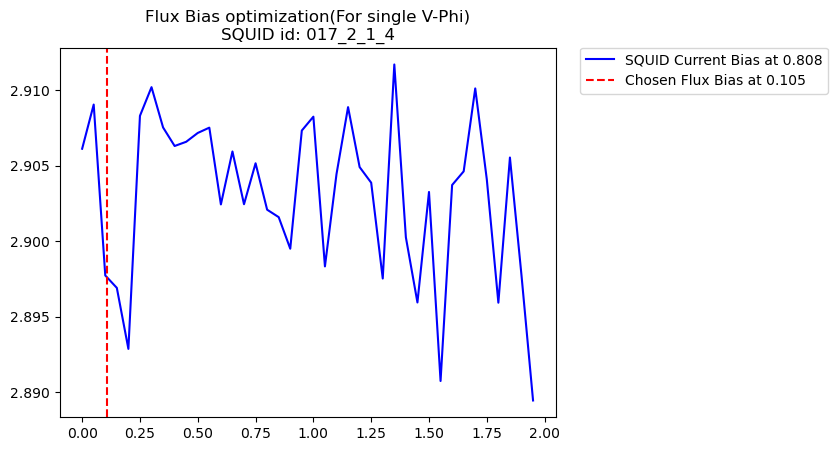 Flux Bias optimization(For single V-Phi)
SQUID id: 017_2_1_4
SQUID Current Bias at 0.808
Chosen Flux Bias at 0.105
2.910
2.905
2.900
2.895
2.890
0.00 0.25 0.50 0.75 1.00 1.25 1.50 1.75 2.00